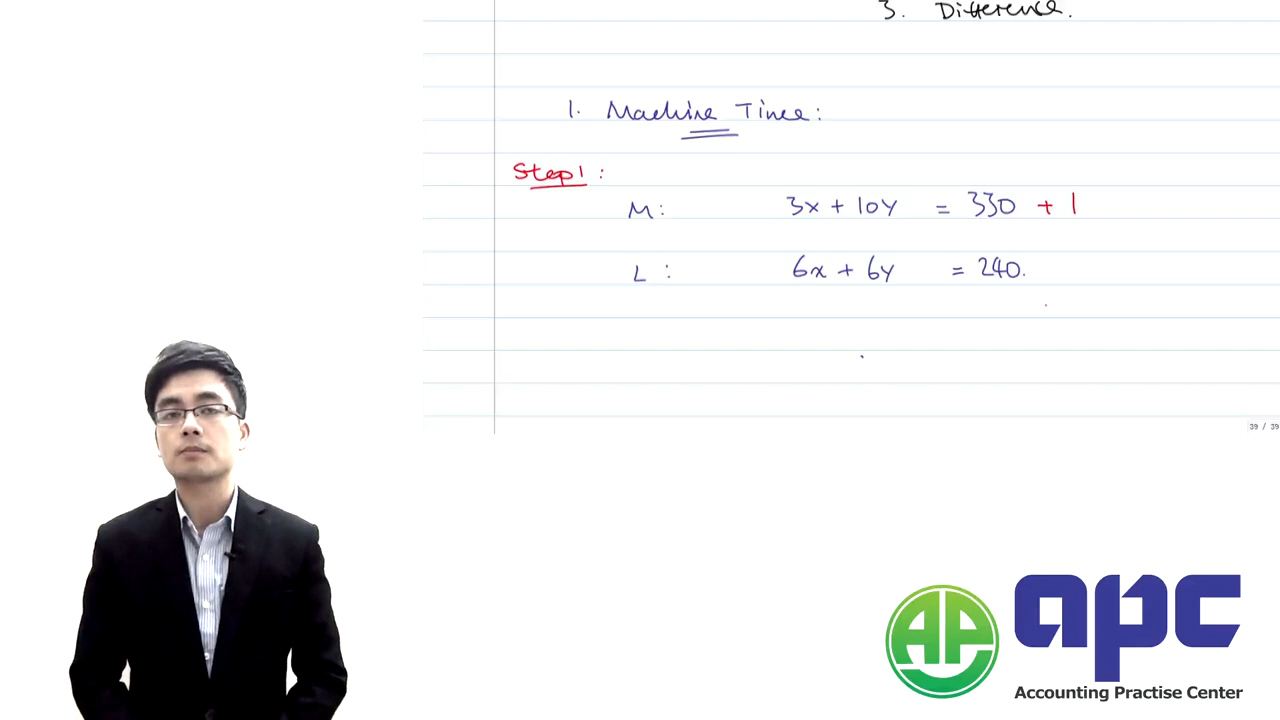 3. Difference.
1. Machine Time:
Step 1:
M: 3x + 10y = 330 + 1
L: 6x + 6y = 240.
39 / 39
AP
apc
Accounting Practise Center